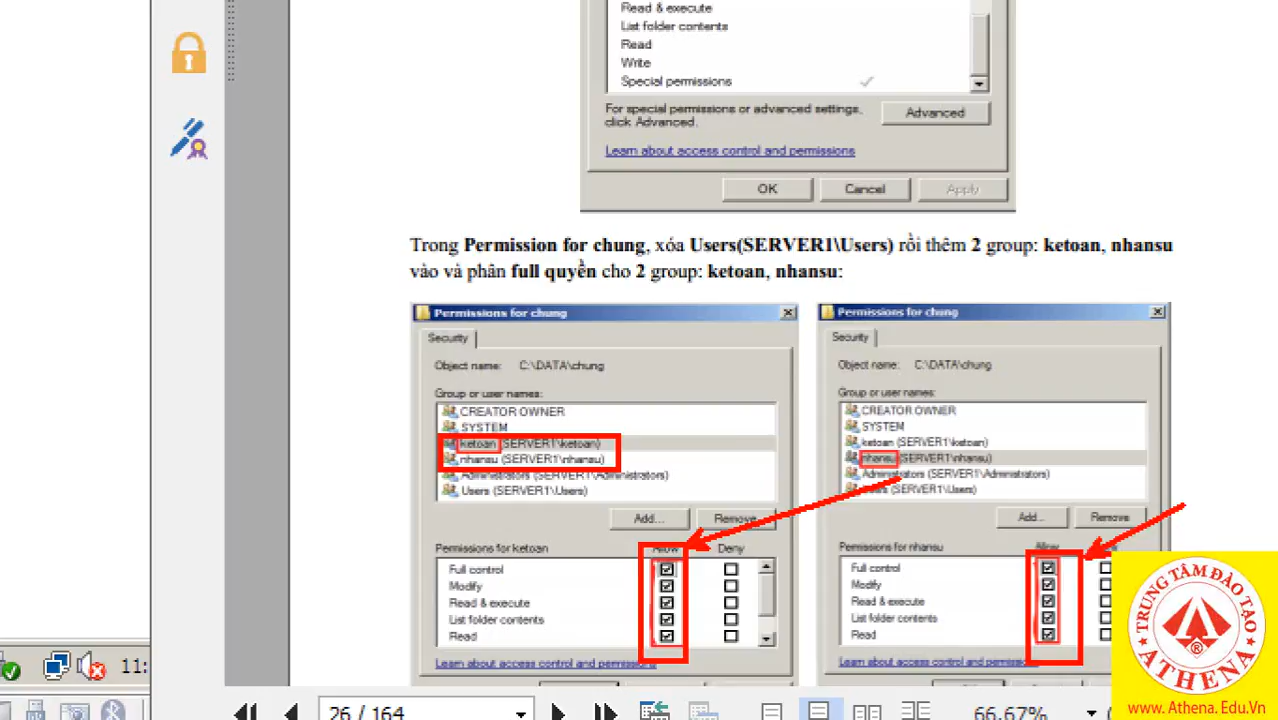 Read & execute
List folder contents
Read
Write
Special permissions
For special permissions or advanced settings,
click Advanced.
Advanced
Learn about access control and permissions
OK Cancel Apply
Trong Permission for chung, xóa Users(SERVER1\Users) rồi thêm 2 group: ketoan, nhansu
vào và phân full quyền cho 2 group: ketoan, nhansu:
Permissions for chung
Security
Object name: C:\DATA\chung
Group or user names:
CREATOR OWNER
SYSTEM
ketoan (SERVER1\ketoan)
nhansu (SERVER1\nhansu)
Administrators (SERVER1\Administrators)
Users (SERVER1\Users)
Add... Remove
Permissions for ketoan Allow Deny
Full control
Modify
Read & execute
List folder contents
Read
Learn about access control and permissions
Permissions for chung
Security
Object name: C:\DATA\chung
Group or user names:
CREATOR OWNER
SYSTEM
ketoan (SERVER1\ketoan)
nhansu (SERVER1\nhansu)
Administrators (SERVER1\Administrators)
Users (SERVER1\Users)
Add... Remove
Permissions for nhansu Allow
Full control
Modify
Read & execute
List folder contents
Read
Learn about access control and permissions
TRUNG TÂM ĐÀO TẠO
ATHENA
®
www.Athena.Edu.Vn
11:
26 / 164
66.67%